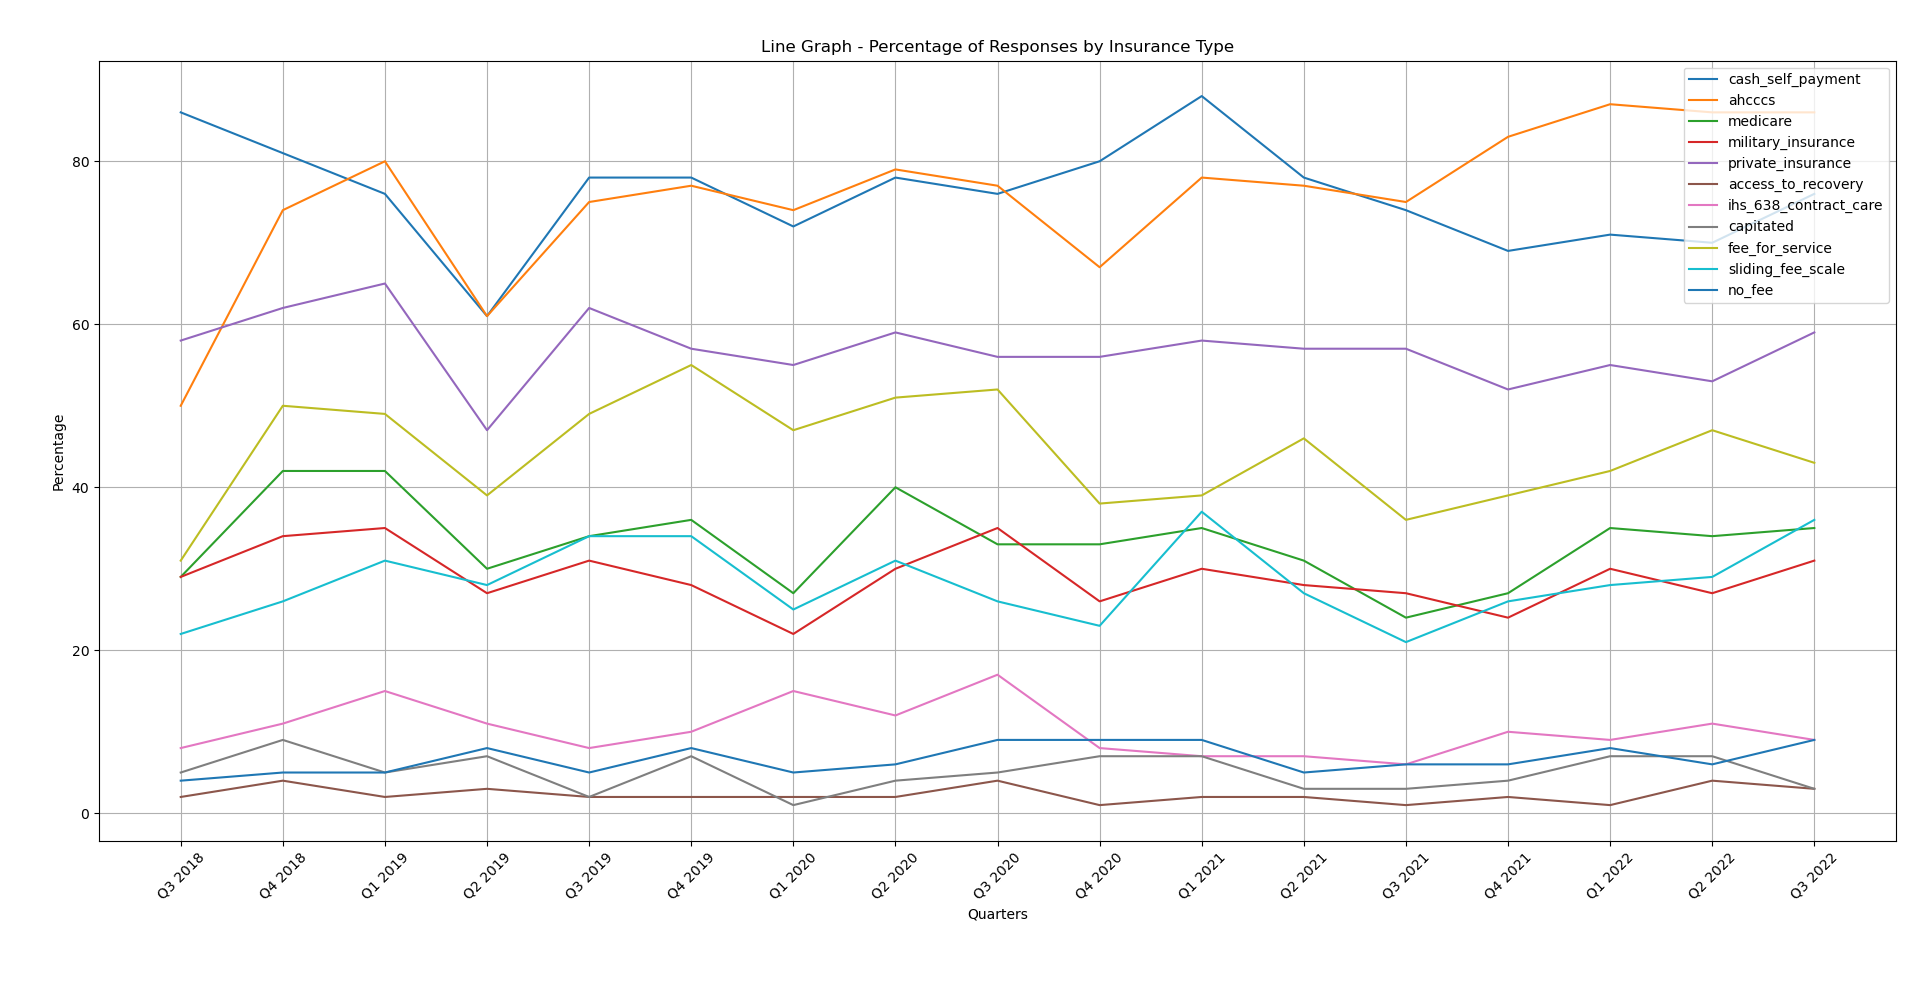 Line Graph - Percentage of Responses by Insurance Type
cash_self_payment
ahcccs
medicare
military_insurance
private_insurance
access_to_recovery
ihs_638_contract_care
capitated
fee_for_service
sliding_fee_scale
no_fee
80
60
40
20
0
Percentage
Q3 2018
Q4 2018
Q1 2019
Q2 2019
Q3 2019
Q4 2019
Q1 2020
Q2 2020
Q3 2020
Q4 2020
Q1 2021
Q2 2021
Q3 2021
Q4 2021
Q1 2022
Q2 2022
Q3 2022
Quarters